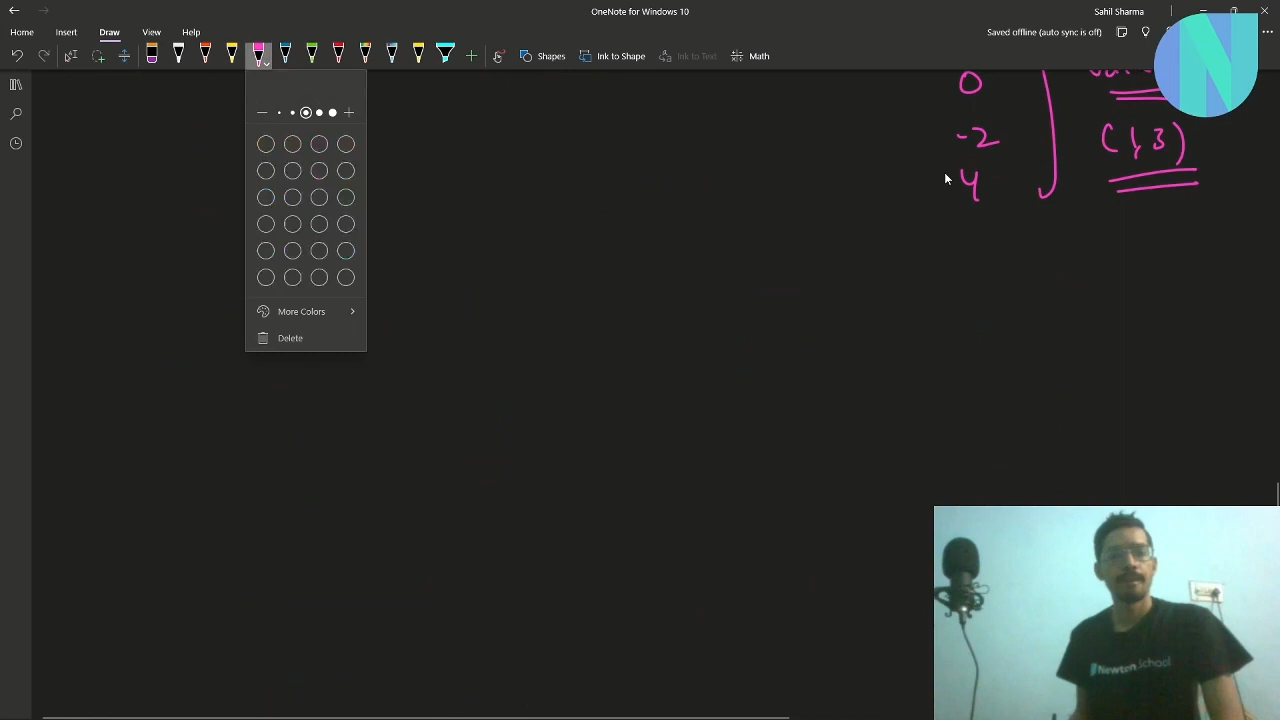 OneNote for Windows 10
Sahil Sharma
Home Insert Draw View Help
Saved offline (auto sync is off)
Shapes Ink to Shape Ink to Text Math
More Colors
Delete
0
-2
4
(1,3)
Newton School